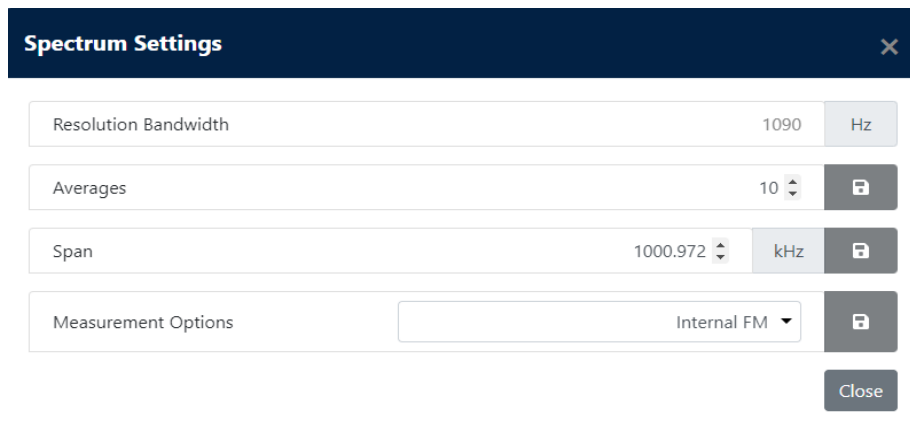 Spectrum Settings ×
Resolution Bandwidth 1090 Hz
Averages 10
Span 1000.972 kHz
Measurement Options Internal FM
Close